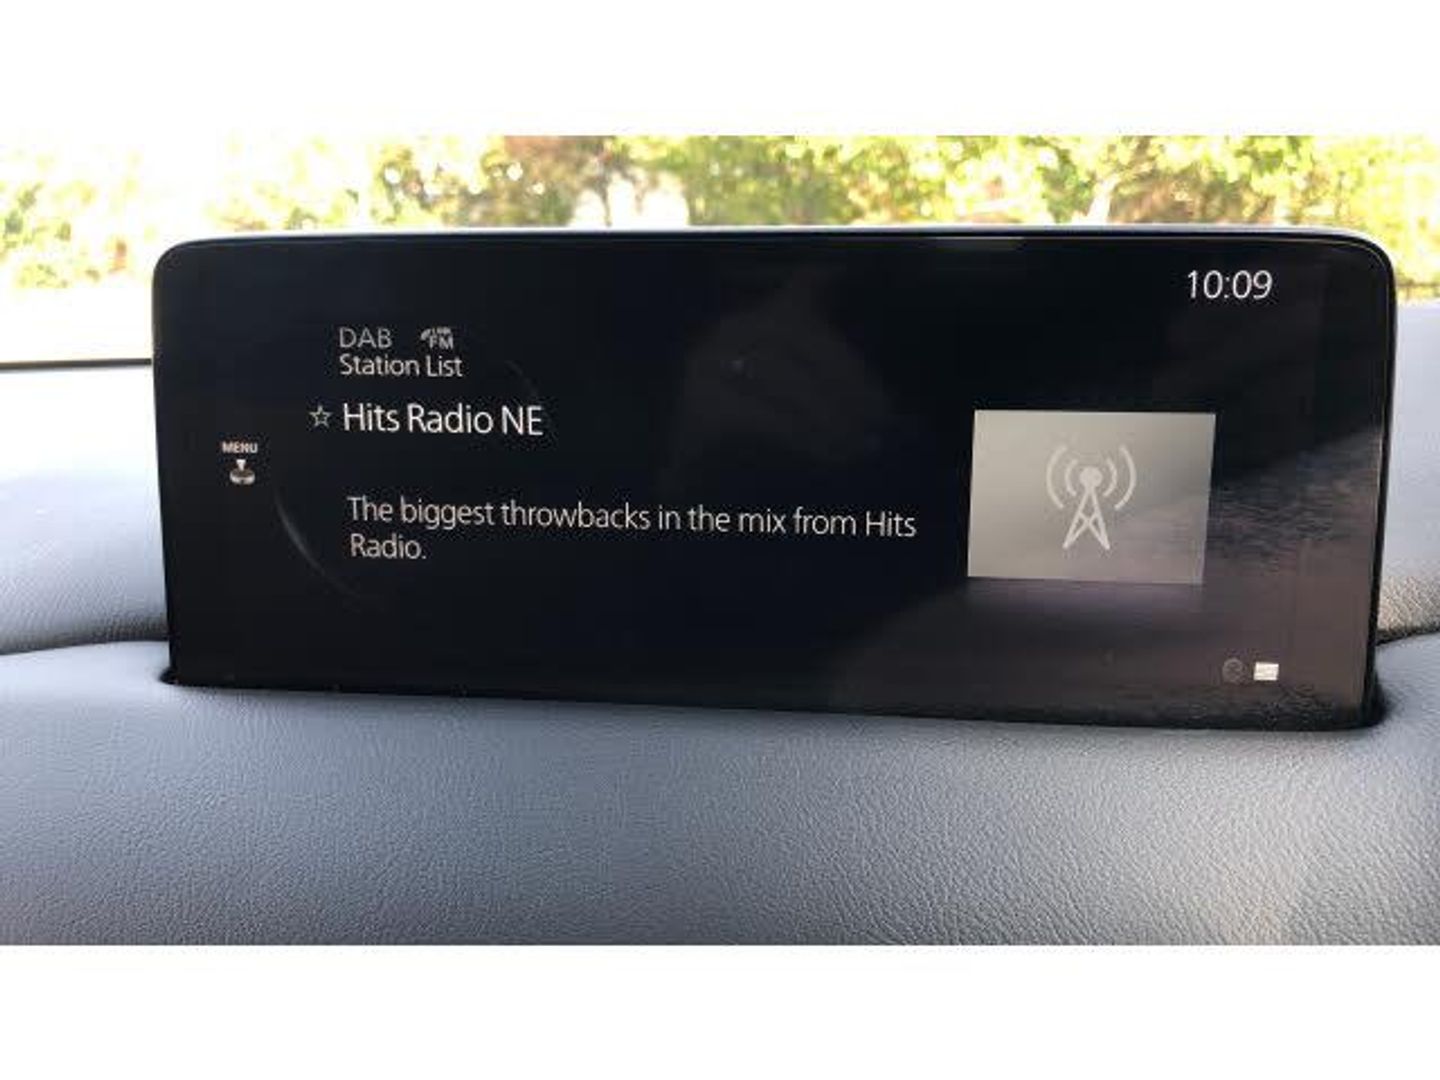 10:09
DAB FM
Station List
Hits Radio NE
MENU
The biggest throwbacks in the mix from Hits
Radio.